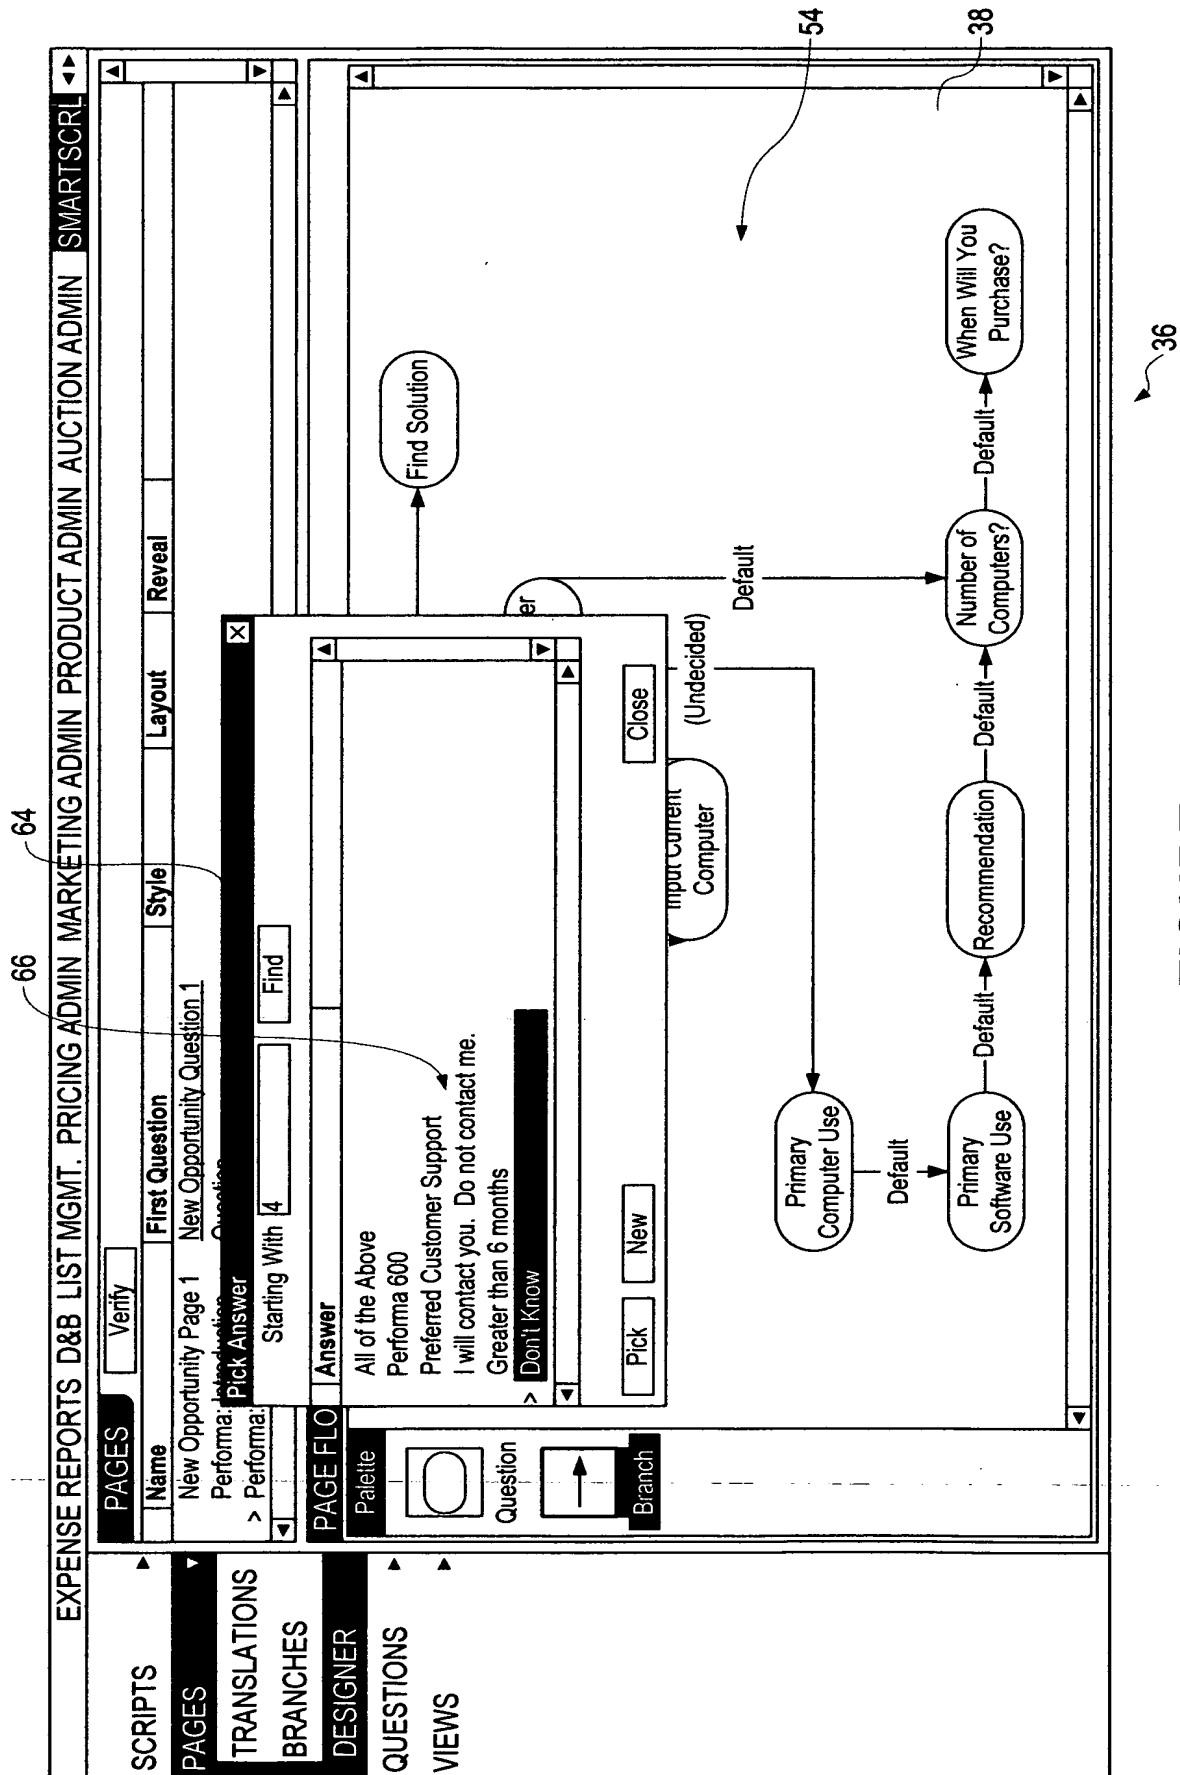 EXPENSE REPORTS D&B LIST MGMT. PRICING ADMIN MARKETING ADMIN PRODUCT ADMIN AUCTION ADMIN SMARTSCRL
SCRIPTS
PAGES
TRANSLATIONS
BRANCHES
DESIGNER
QUESTIONS
VIEWS
PAGES
Verify
Name First Question Style Layout Reveal
New Opportunity Page 1 New Opportunity Question 1
Performa: Introduction Question
> Performa:
66
64
Pick Answer X
Starting With 4 Find
Answer
All of the Above
Performa 600
Preferred Customer Support
I will contact you. Do not contact me.
Greater than 6 months
> Don't Know
Pick New Close
PAGE FLO
Palette
Question
Branch
Find Solution
er
Default
(Undecided)
Input Current
Computer
Primary
Computer Use
Default
Primary
Software Use
Default
Recommendation
Default
Number of
Computers?
Default
When Will You
Purchase?
54
38
36